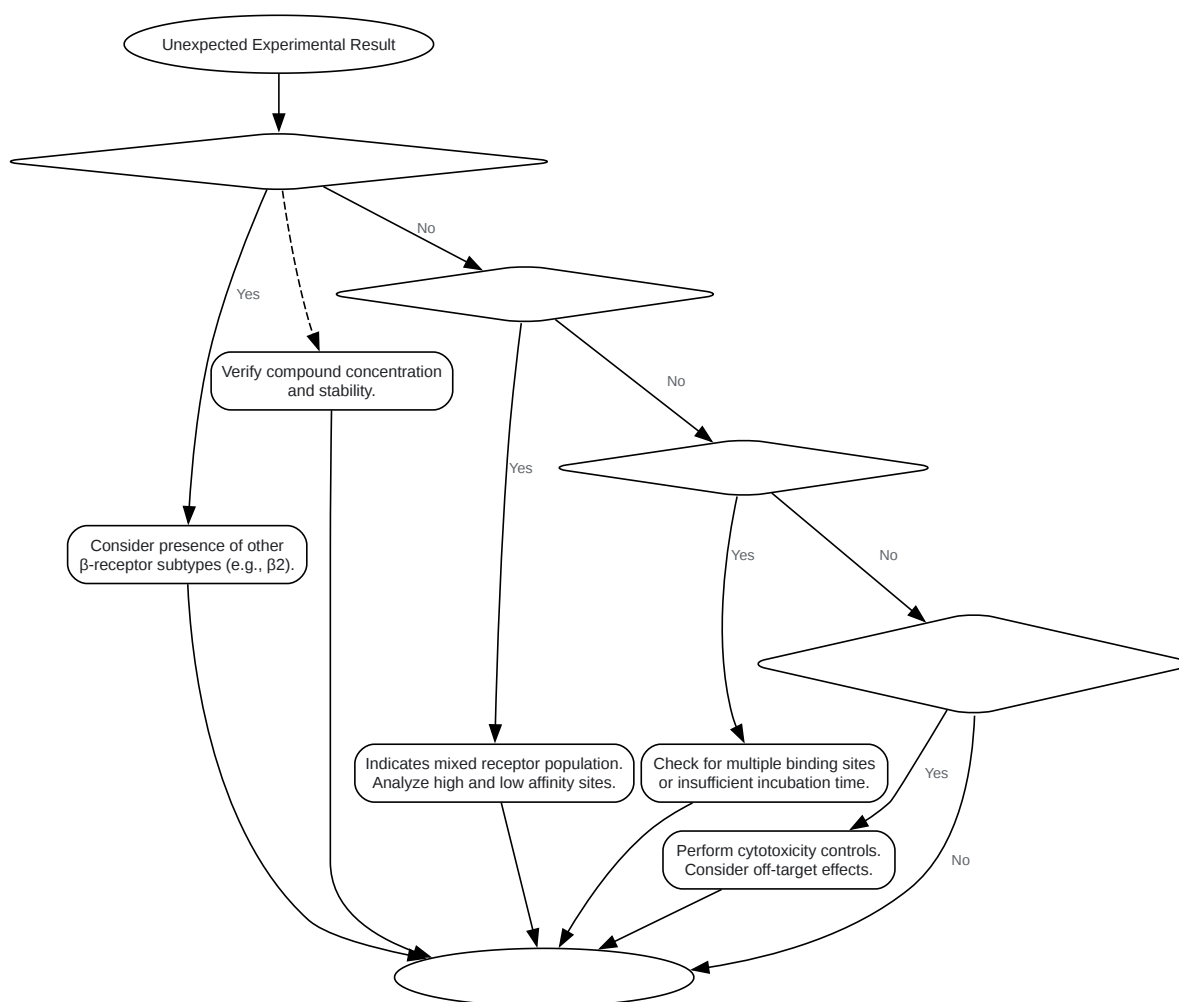 Unexpected Experimental Result
No
Yes
Verify compound concentration
and stability.
No
Yes
Consider presence of other
β-receptor subtypes (e.g., β2).
Yes
No
Indicates mixed receptor population.
Analyze high and low affinity sites.
Check for multiple binding sites
or insufficient incubation time.
Yes
Perform cytotoxicity controls.
Consider off-target effects.
No